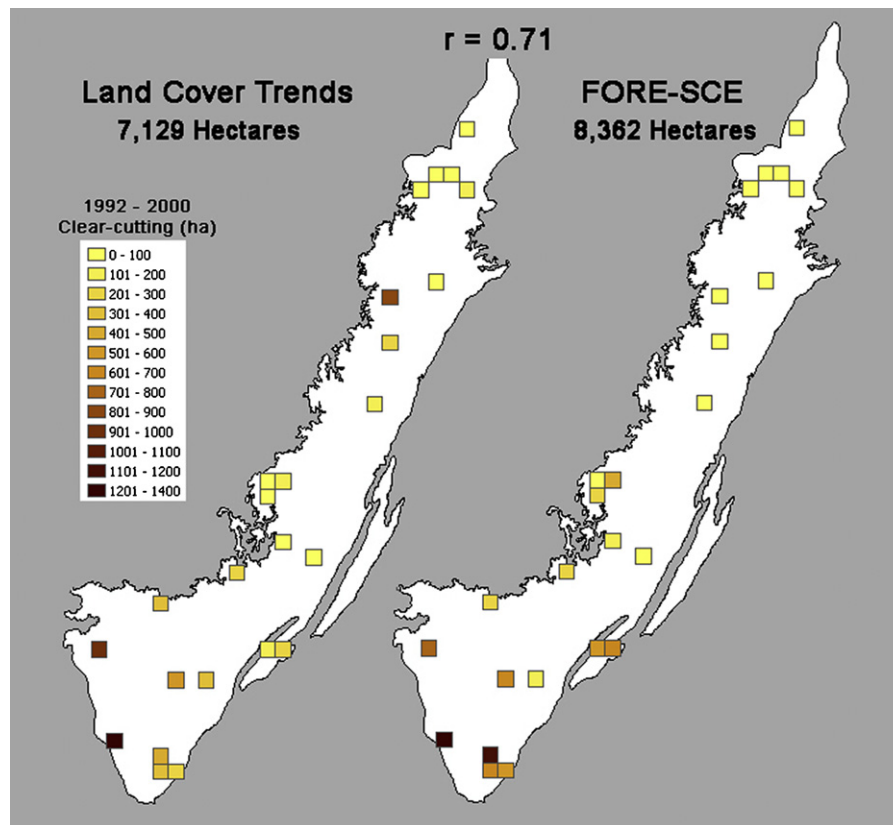 r = 0.71
Land Cover Trends
7,129 Hectares
FORE-SCE
8,362 Hectares
1992 - 2000
Clear-cutting (ha)
0 - 100
101 - 200
201 - 300
301 - 400
401 - 500
501 - 600
601 - 700
701 - 800
801 - 900
901 - 1000
1001 - 1100
1101 - 1200
1201 - 1400